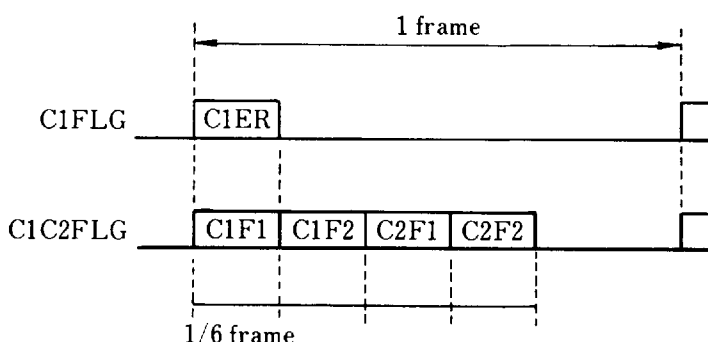 1 frame
C1FLG C1ER
C1C2FLG C1F1 C1F2 C2F1 C2F2
1/6 frame